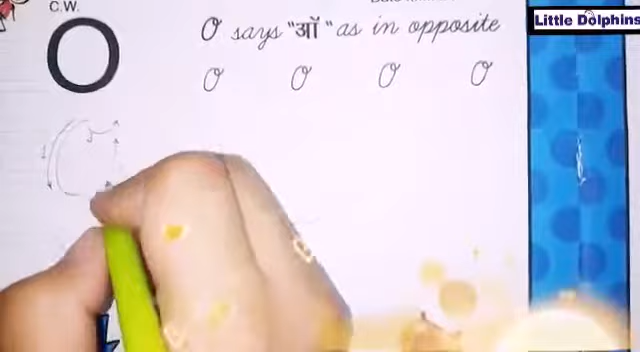 C.W.
Little Dolphins
O
O says "ऑ" as in opposite
O O O O